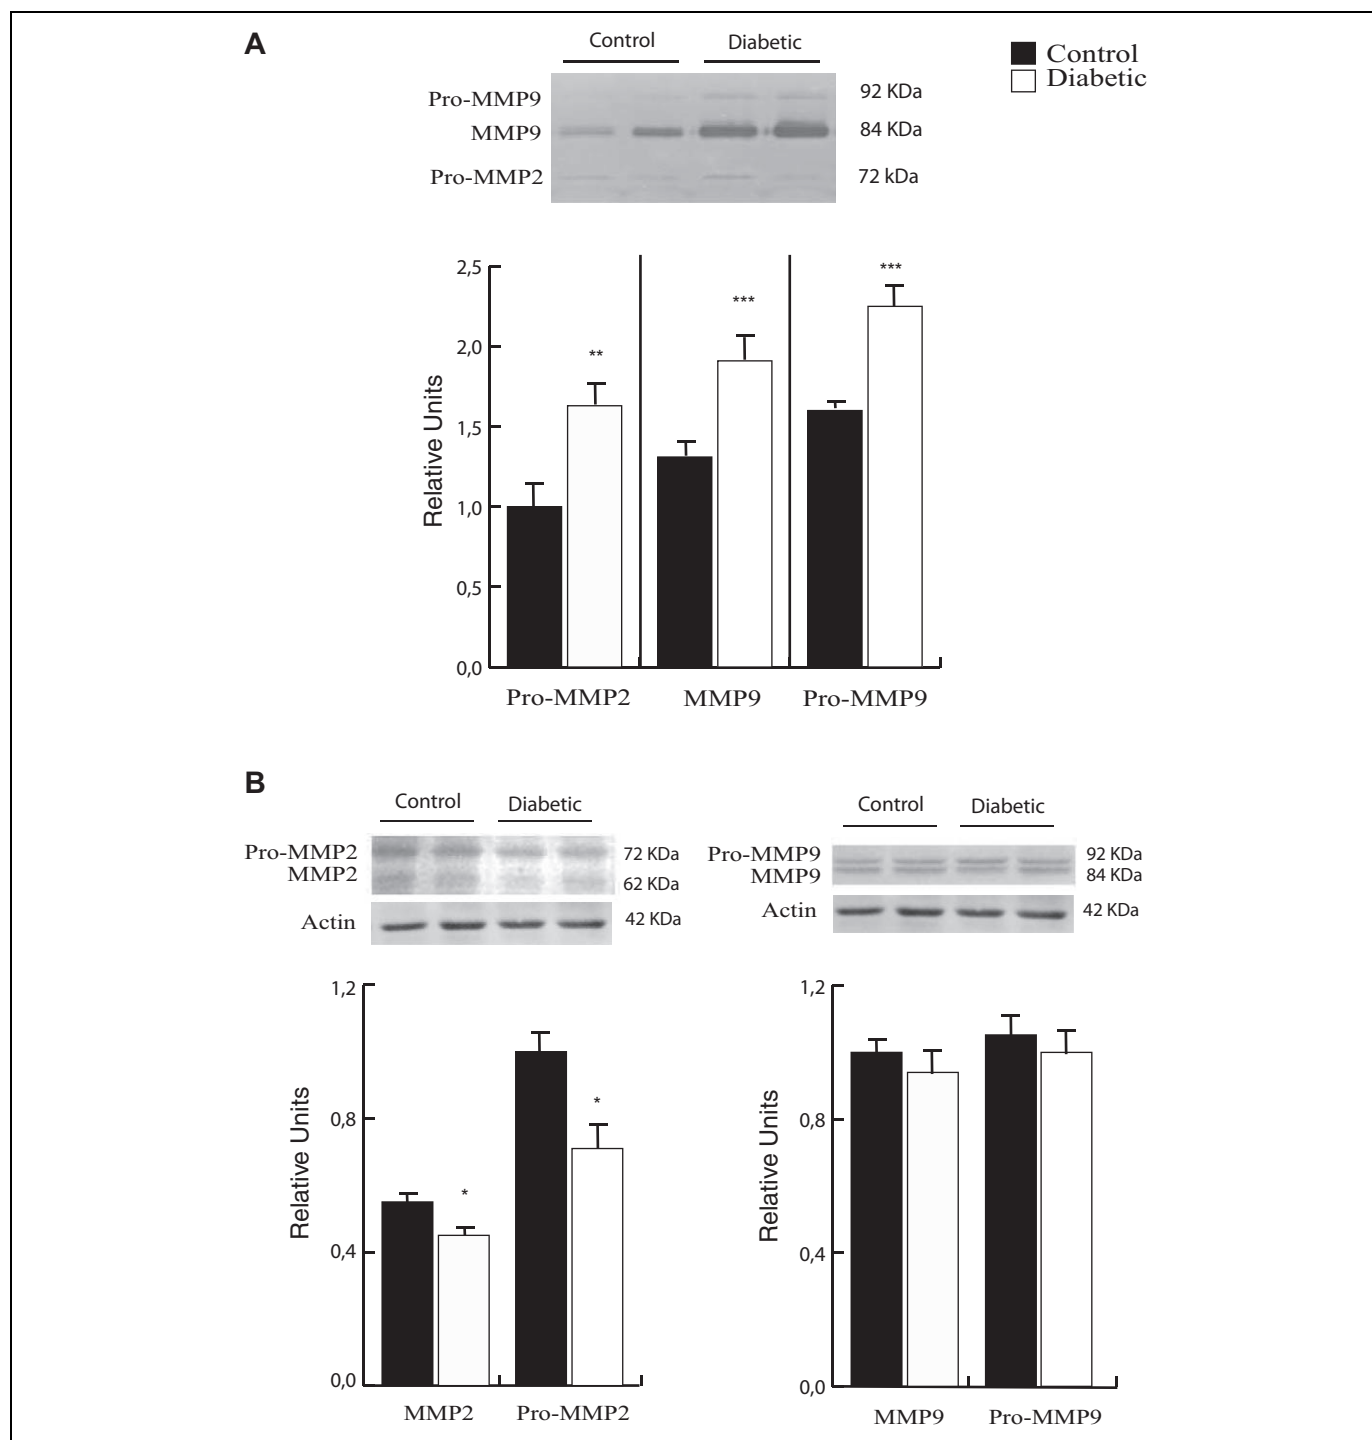 A
Control Diabetic
Control
Diabetic
Pro-MMP9 92 KDa
MMP9 84 KDa
Pro-MMP2 72 kDa
Relative Units
2,5
2,0
1,5
1,0
0,5
0,0
** *** ***
Pro-MMP2 MMP9 Pro-MMP9
B
Control Diabetic
Pro-MMP2 72 KDa
MMP2 62 KDa
Actin 42 KDa
Relative Units
1,2
0,8
0,4
0,0
* *
MMP2 Pro-MMP2
Control Diabetic
Pro-MMP9 92 KDa
MMP9 84 KDa
Actin 42 KDa
Relative Units
1,2
0,8
0,4
0,0
MMP9 Pro-MMP9